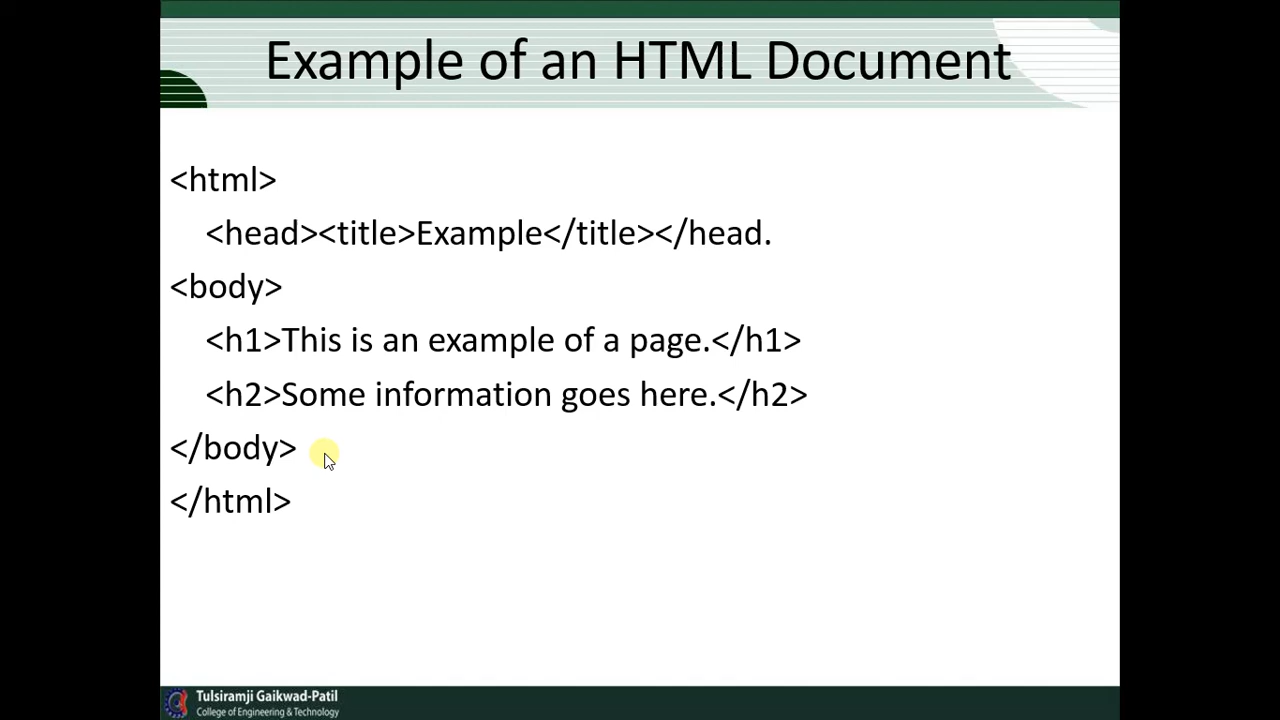 Example of an HTML Document
<html>
<head><title>Example</title></head.
<body>
<h1>This is an example of a page.</h1>
<h2>Some information goes here.</h2>
</body>
</html>
Tulsiramji Gaikwad-Patil
College of Engineering & Technology